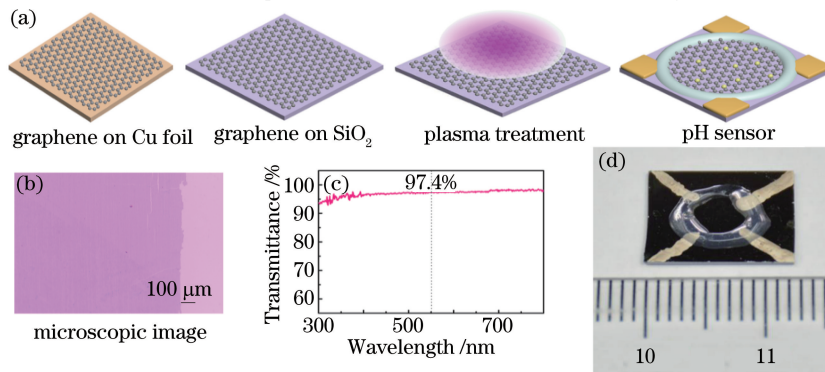 (a)
graphene on Cu foil
graphene on SiO₂
plasma treatment
pH sensor
(b)
100 μm
microscopic image
(c)
97.4%
Transmittance /%
100
90
80
70
60
300
500
700
Wavelength /nm
(d)
10
11